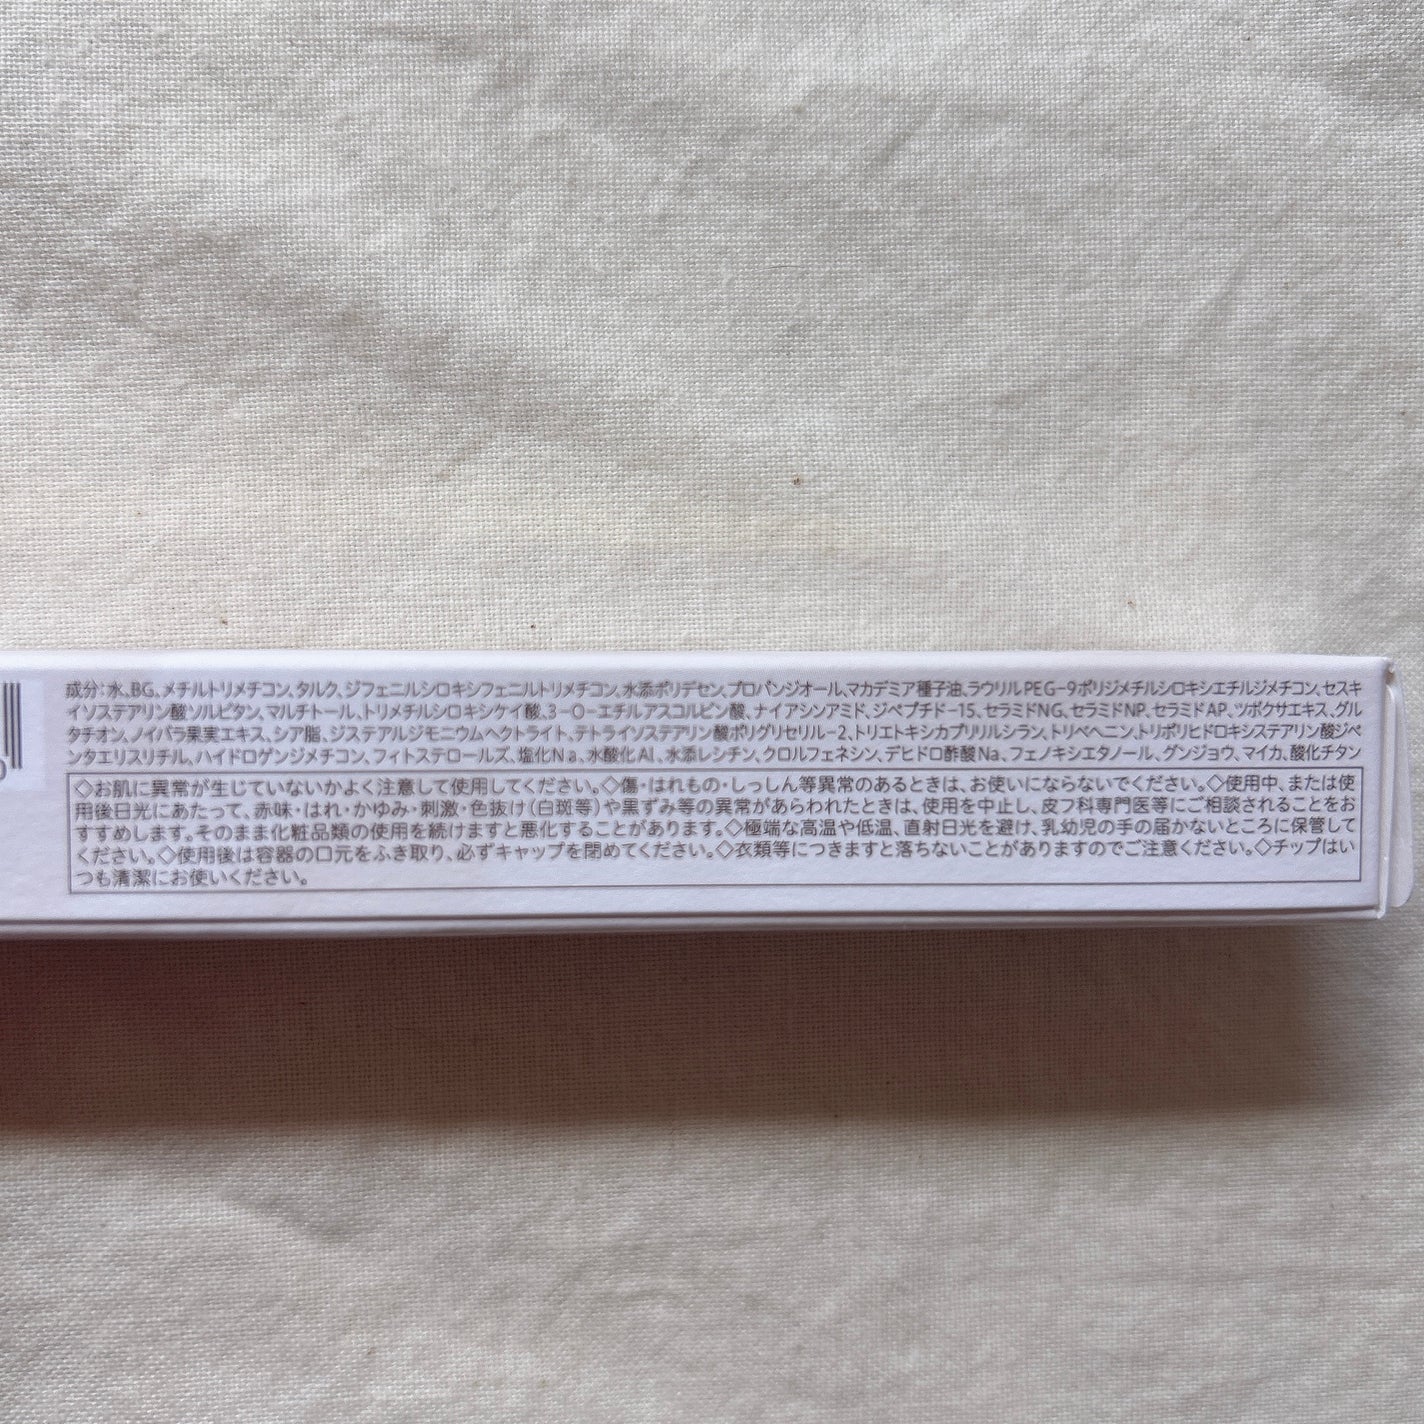 成分：水、BG、メチルトリメチコン、タルク、ジフェニルシロキシフェニルトリメチコン、水添ポリデセン、プロパンジオール、マカデミア種子油、ラウリルPEG-9ポリジメチルシロキシエチルジメチコン、セスキ
イソステアリン酸ソルビタン、マルチトール、トリメチルシロキシケイ酸、3-O-エチルアスコルビン酸、ナイアシンアミド、ジペプチド-15、セラミドNG、セラミドNP、セラミドAP、ツボクサエキス、グル
タチオン、ノイバラ果実エキス、シア脂、ジステアルジモニウムヘクトライト、テトライソステアリン酸ポリグリセリル-2、トリエトキシカプリリルシラン、トリベヘニン、トリポリヒドロキシステアリン酸ジペ
ンタエリスリチル、ハイドロゲンジメチコン、フィトステロールズ、塩化Na、水酸化Al、水添レシチン、クロルフェネシン、デヒドロ酢酸Na、フェノキシエタノール、グンジョウ、マイカ、酸化チタン
◇お肌に異常が生じていないかよく注意して使用してください。◇傷・はれもの・しっしん等異常のあるときは、お使いにならないでください。◇使用中、または使
用後日光にあたって、赤味・はれ・かゆみ・刺激・色抜け（白斑等）や黒ずみ等の異常があらわれたときは、使用を中止し、皮フ科専門医等にご相談されることをお
すすめします。そのまま化粧品類の使用を続けますと悪化することがあります。◇極端な高温や低温、直射日光を避け、乳幼児の手の届かないところに保管して
ください。◇使用後は容器の口元をふき取り、必ずキャップを閉めてください。◇衣類等につきますと落ちないことがありますのでご注意ください。◇チップはい
つも清潔にお使いください。
0